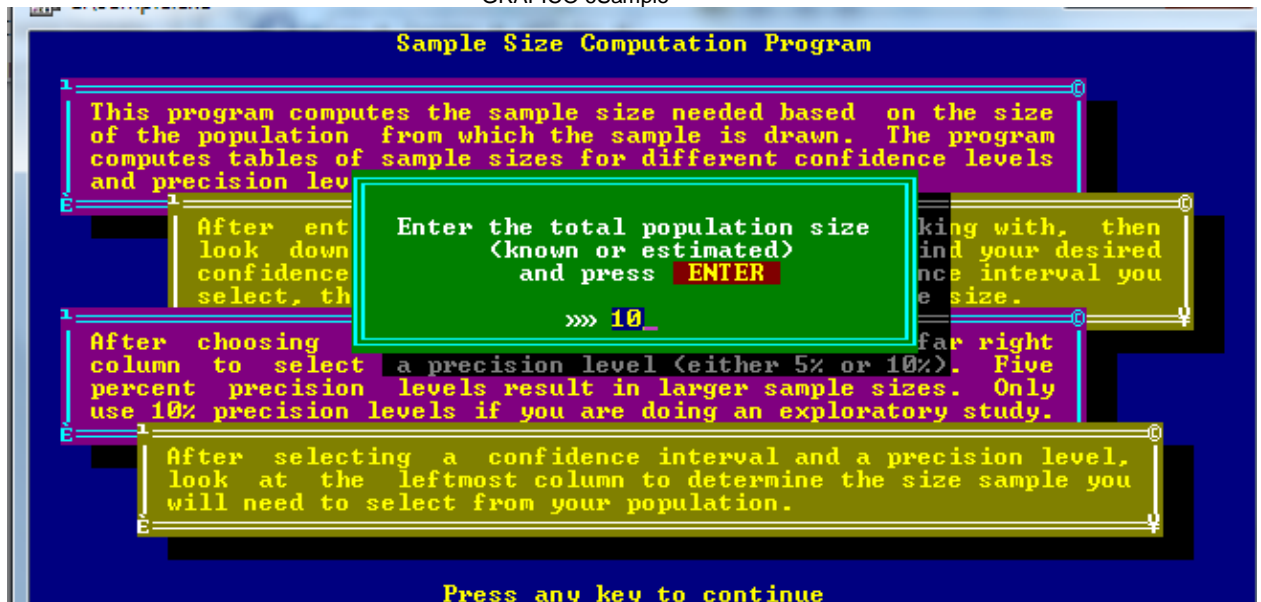 Sample Size Computation Program
This program computes the sample size needed based on the size
of the population from which the sample is drawn. The program
computes tables of sample sizes for different confidence levels
and precision lev
After ent
look down
confidence
select, th
Enter the total population size
(known or estimated)
and press ENTER
»»» 10_
king with, then
ind your desired
nce interval you
e size.
After choosing
far right
column to select a precision level (either 5% or 10%). Five
percent precision levels result in larger sample sizes. Only
use 10% precision levels if you are doing an exploratory study.
After selecting a confidence interval and a precision level,
look at the leftmost column to determine the size sample you
will need to select from your population.
Press any key to continue